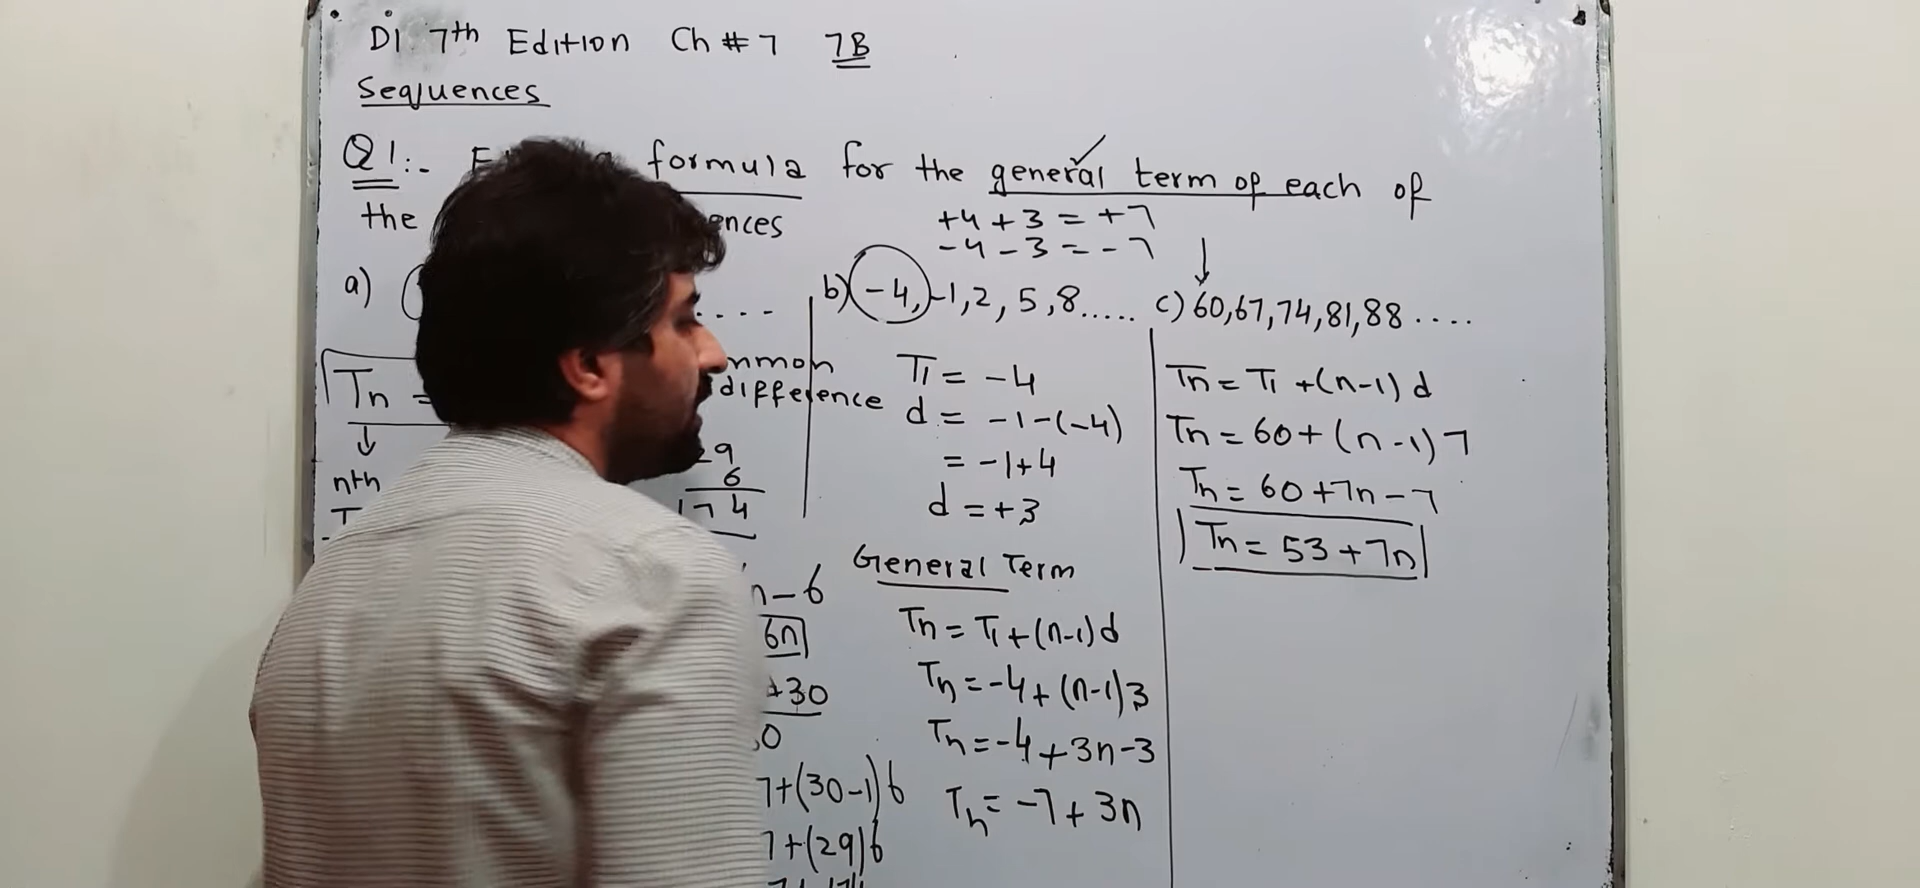 D1 7th Edition Ch # 7 7B
Sequences
Q1:- formula for the general term of each of
the
+4 + 3 = +7
-4 - 3 = -7
a) ....
Tn =
difference
nth
29
6
174
n-6
6n
+30
7+(30-1)6
7+(29)6
b) -4, -1, 2, 5, 8.....
T1 = -4
d = -1-(-4)
= -1+4
d = +3
General Term
Tn = T1+(n-1)d
Tn = -4+(n-1)3
Tn = -4+3n-3
Tn = -7+3n
c) 60, 67, 74, 81, 88 ....
Tn = T1 +(n-1) d
Tn = 60+(n-1)7
Tn = 60+7n-7
Tn = 53+7n